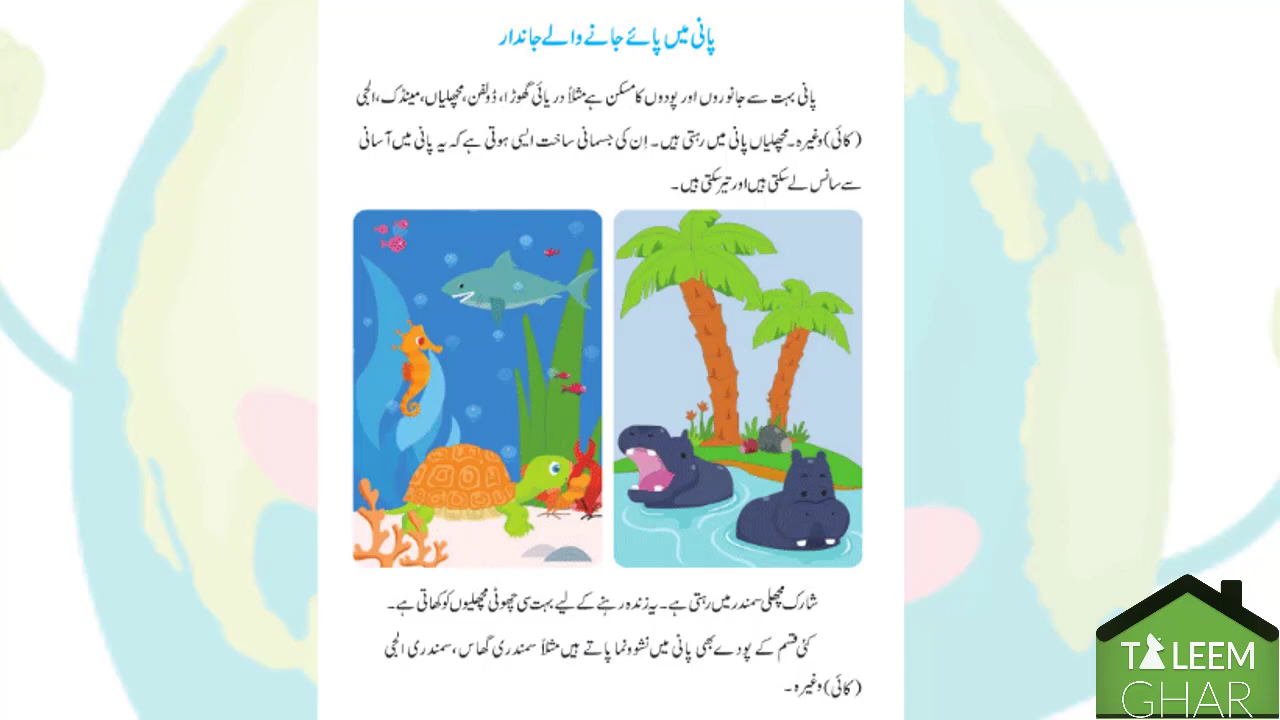 پانی میں پائے جانے والے جاندار
پانی بہت سے جانوروں اور پودوں کا مسکن ہے مثلاً دریائی گھوڑا، ڈولفن، مچھلیاں، مینڈک، الجی
(کائی) وغیرہ۔ مچھلیاں پانی میں رہتی ہیں۔ اِن کی جسمانی ساخت ایسی ہوتی ہے کہ یہ پانی میں آسانی
سے سانس لے سکتی ہیں اور تیر سکتی ہیں۔
شارک مچھلی سمندر میں رہتی ہے۔ یہ زندہ رہنے کے لیے بہت سی چھوٹی مچھلیوں کو کھاتی ہے۔
کئی قسم کے پودے بھی پانی میں نشوونما پاتے ہیں مثلاً سمندری گھاس، سمندری الجی
(کائی) وغیرہ۔
TALEEM
GHAR